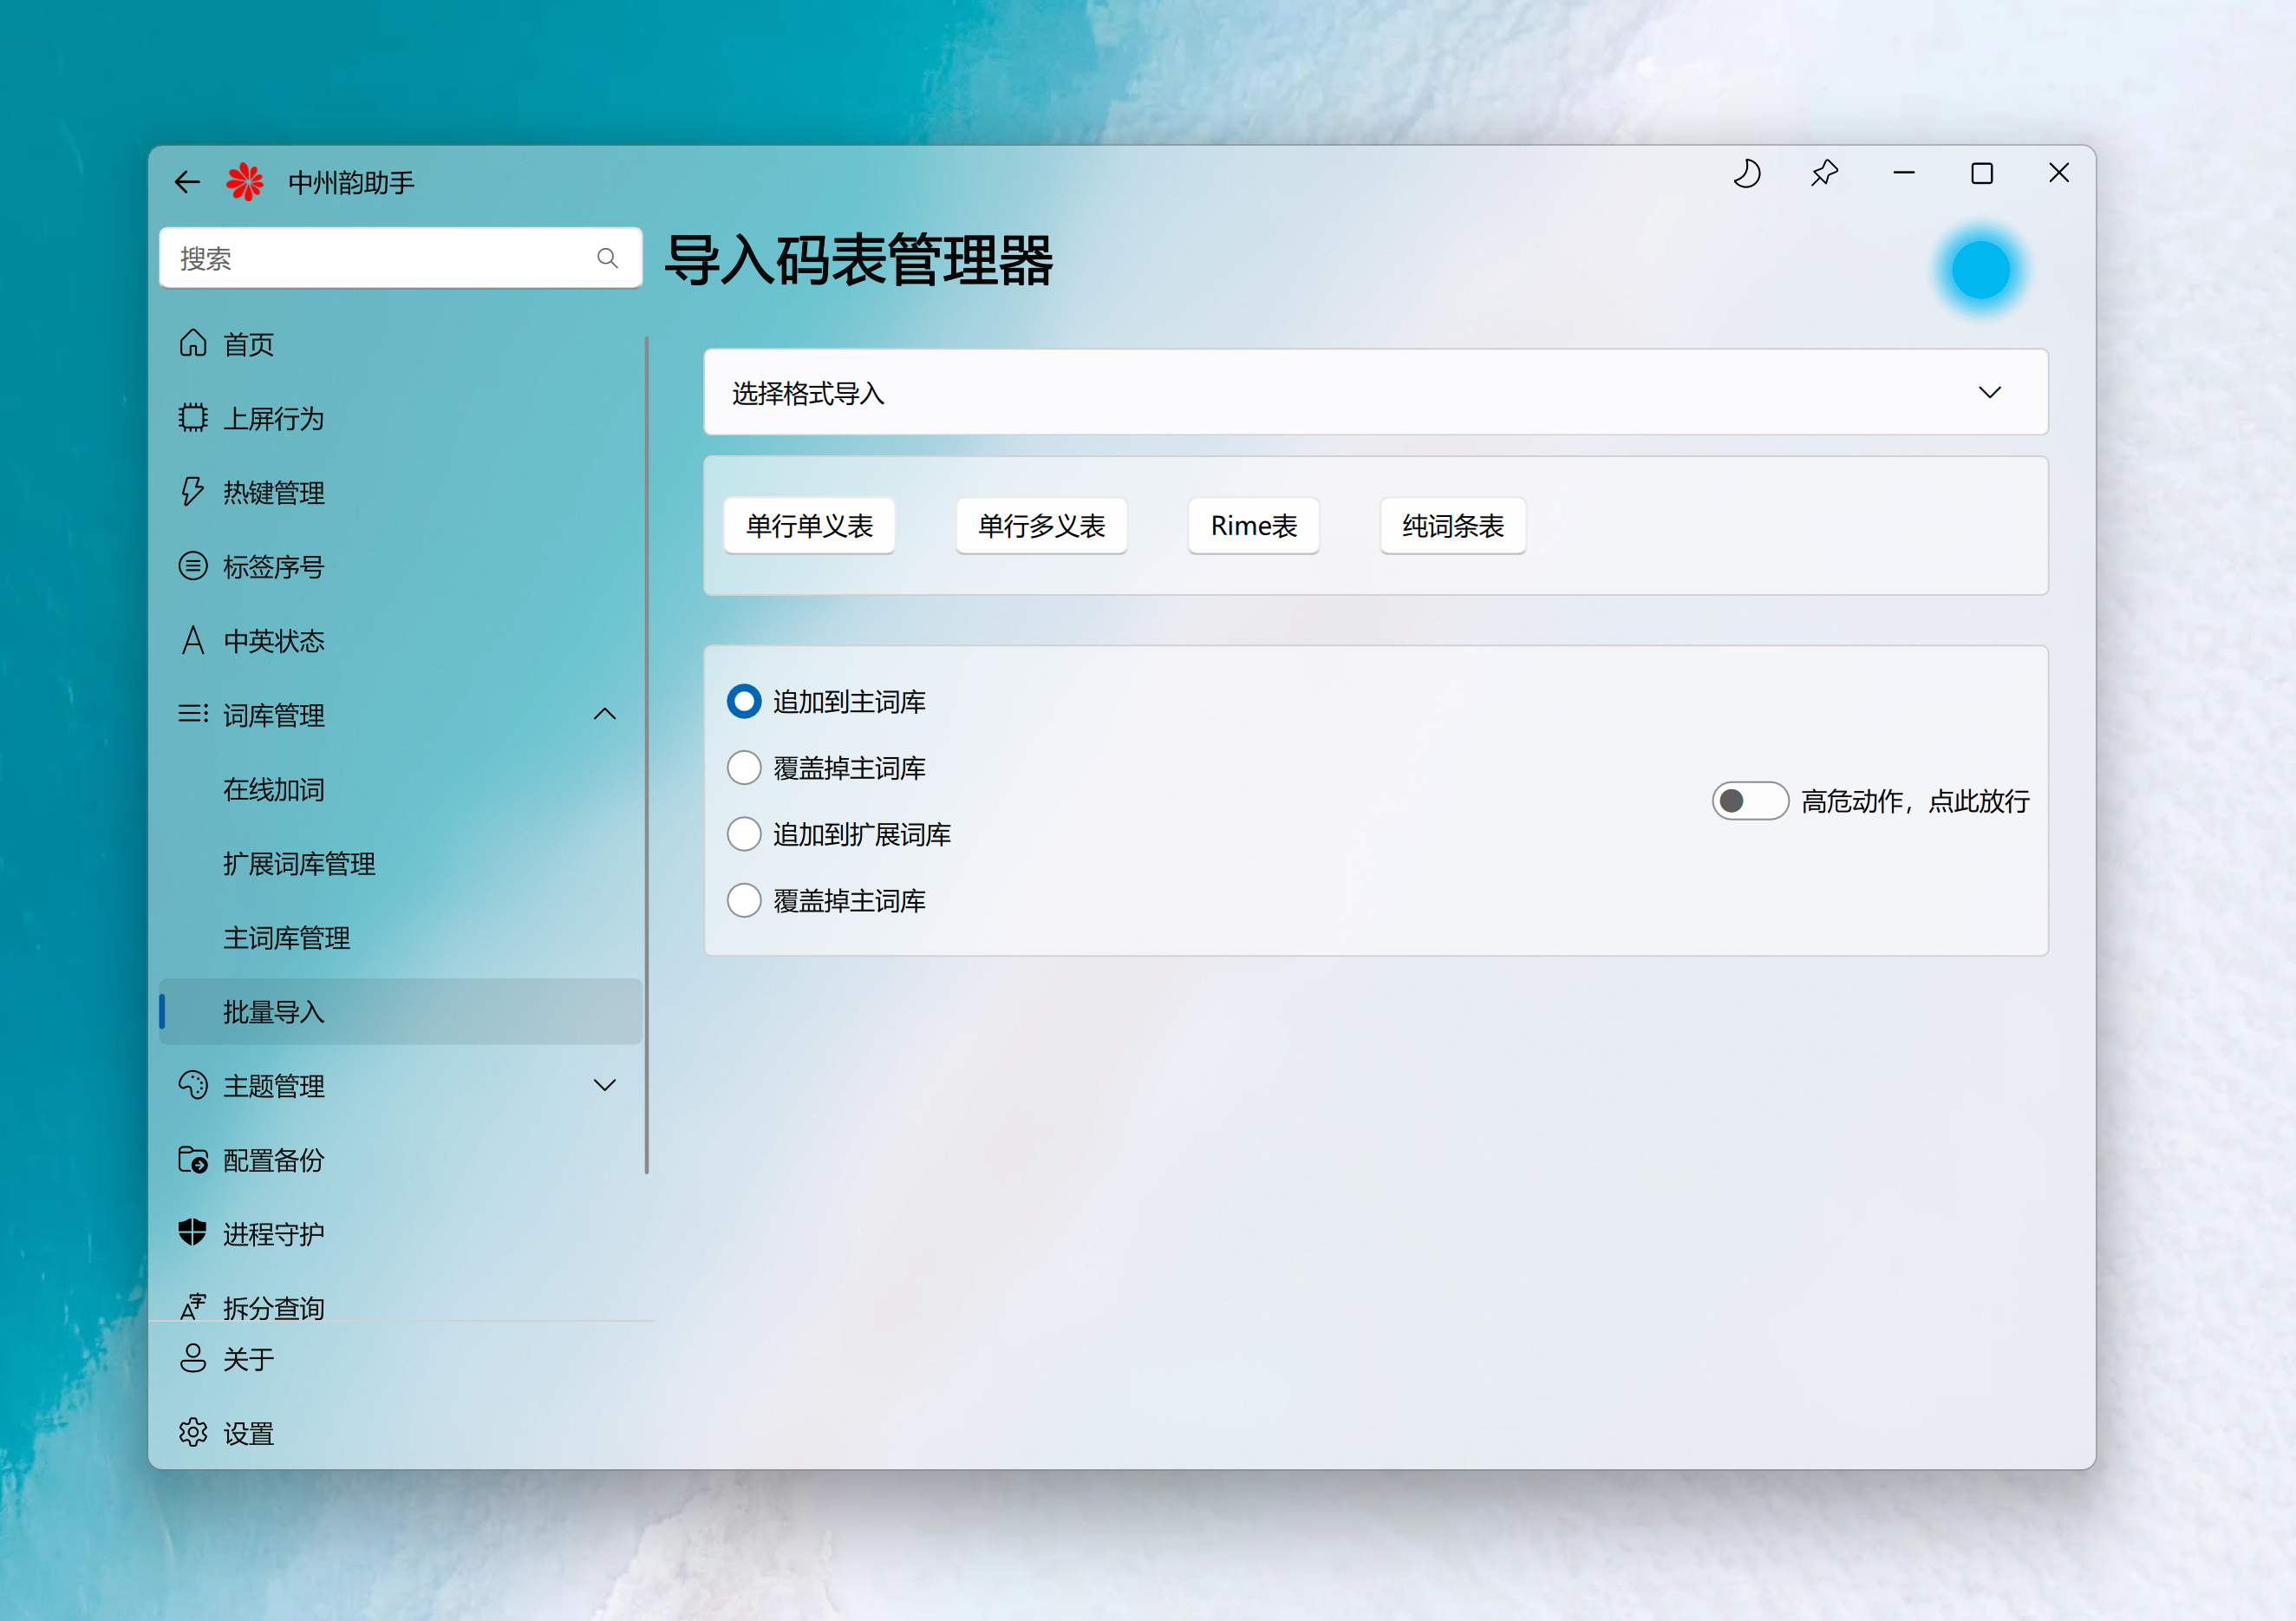 中州韵助手
搜索
首页
上屏行为
热键管理
标签序号
中英状态
词库管理
在线加词
扩展词库管理
主词库管理
批量导入
主题管理
配置备份
进程守护
拆分查询
关于
设置
导入码表管理器
选择格式导入
单行单义表 单行多义表 Rime表 纯词条表
追加到主词库
覆盖掉主词库
追加到扩展词库
覆盖掉主词库
高危动作，点此放行